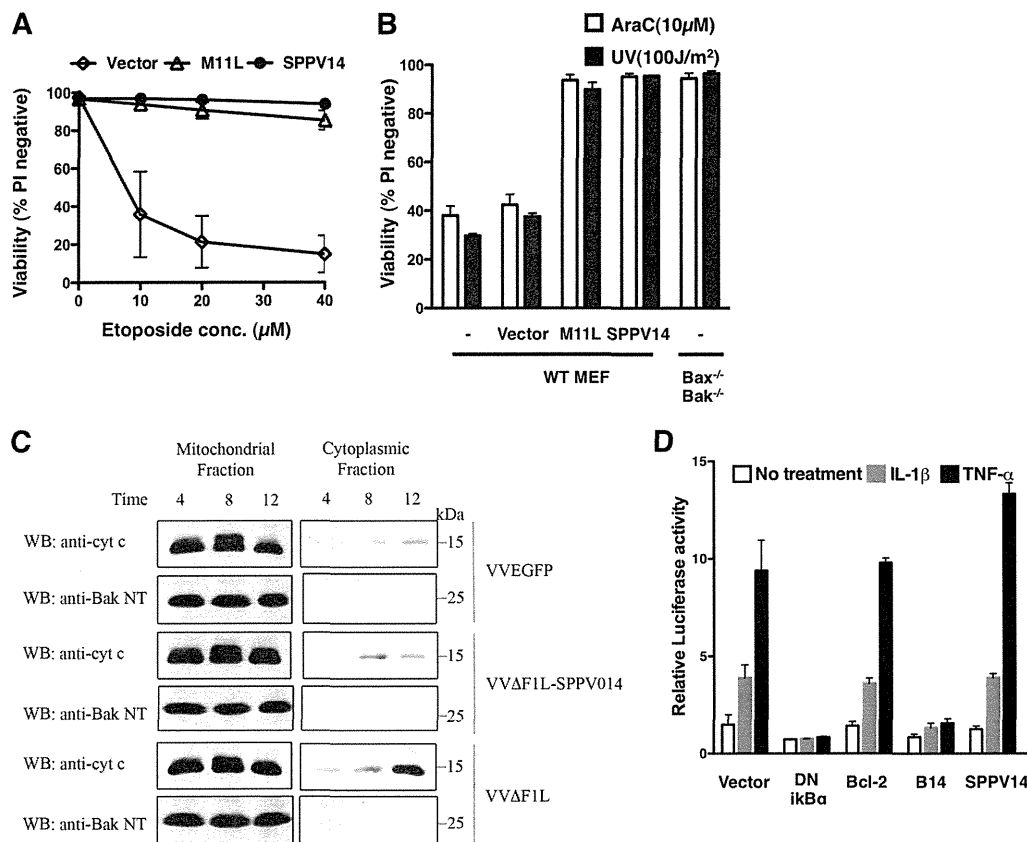 A
Vector M11L SPPV14
Viability (% PI negative)
100
80
60
40
20
0
0 10 20 30 40
Etoposide conc. (µM)
B
AraC(10µM)
UV(100J/m²)
Viability (% PI negative)
100
80
60
40
20
0
- Vector M11L SPPV14 -
WT MEF
Bax-/-
Bak-/-
C
Mitochondrial Fraction
Cytoplasmic Fraction
Time 4 8 12 4 8 12
kDa
WB: anti-cyt c -15
WB: anti-Bak NT -25
VVEGFP
WB: anti-cyt c -15
WB: anti-Bak NT -25
VVΔF1L-SPPV014
WB: anti-cyt c -15
WB: anti-Bak NT -25
VVΔF1L
D
No treatment IL-1β TNF-α
Relative Luciferase activity
15
10
5
0
Vector DN ikBα Bcl-2 B14 SPPV14